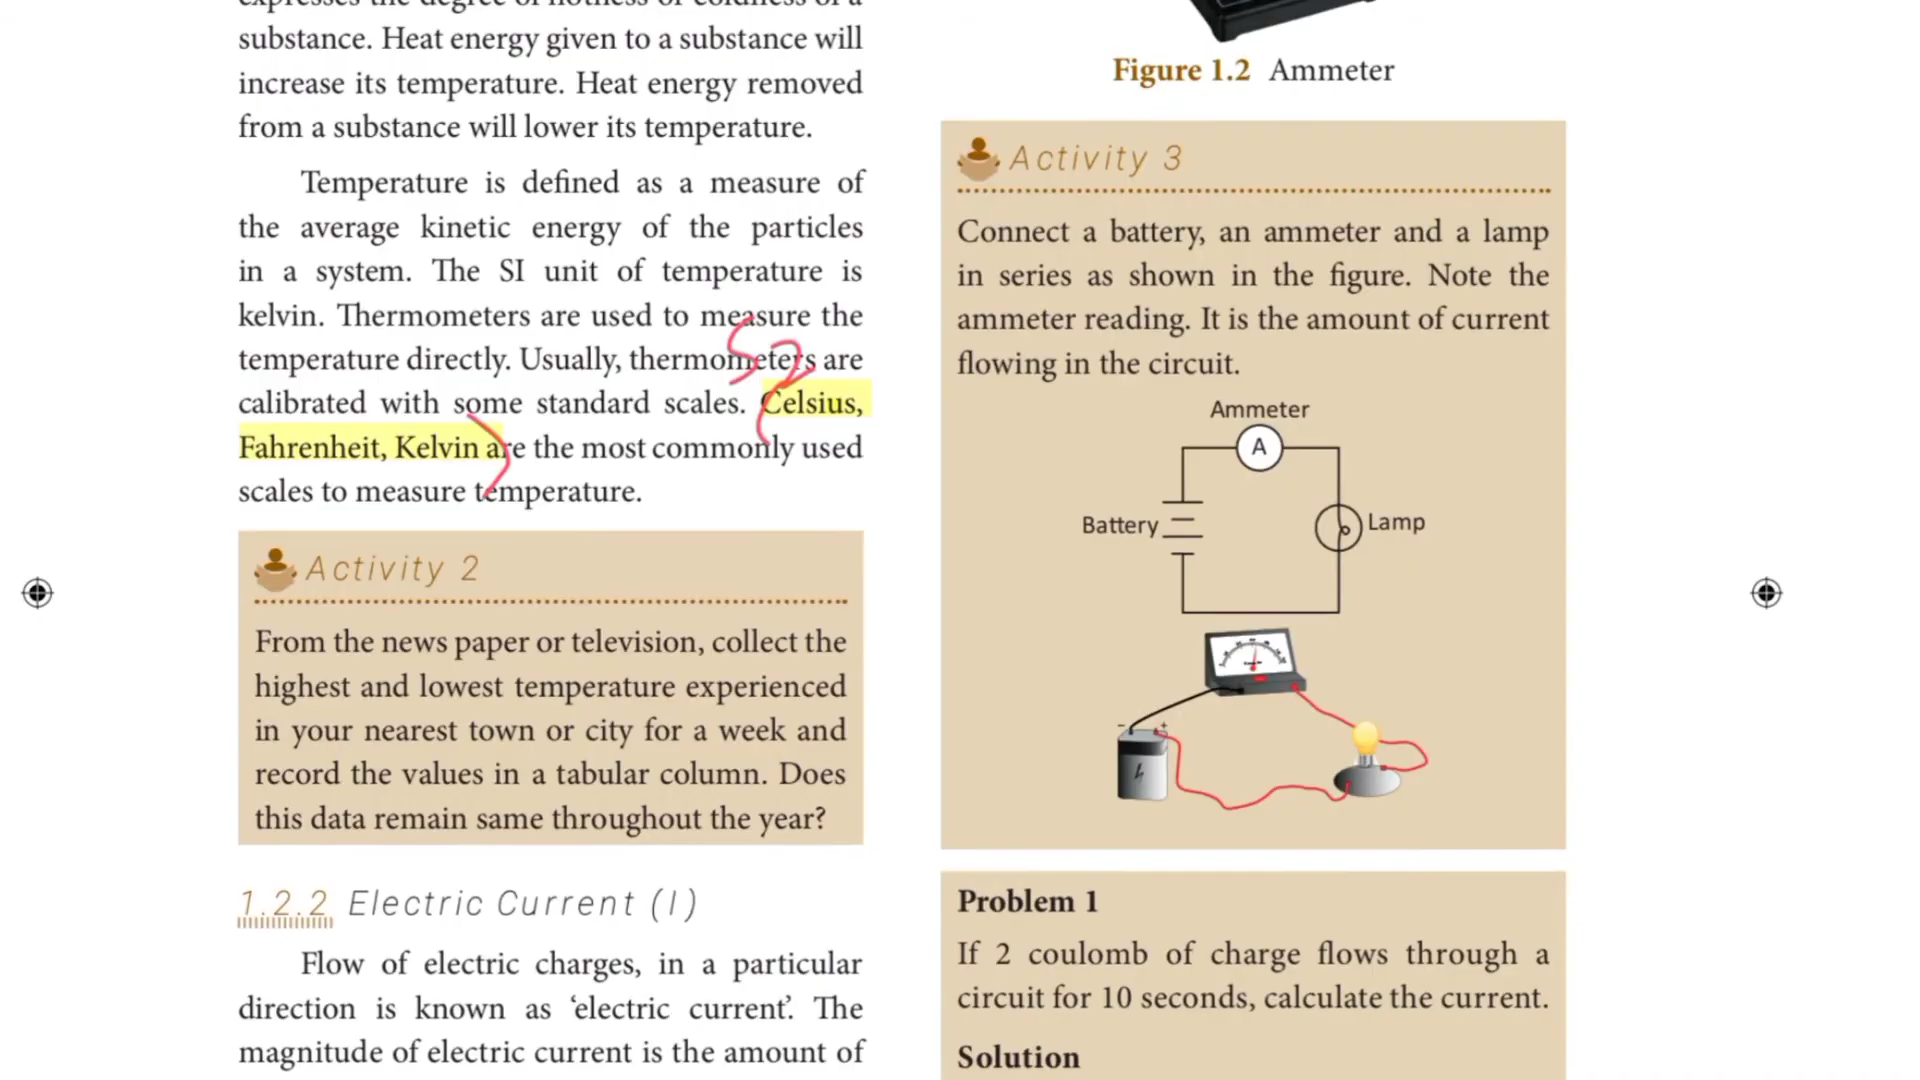 substance. Heat energy given to a substance will
increase its temperature. Heat energy removed
from a substance will lower its temperature.
Temperature is defined as a measure of
the average kinetic energy of the particles
in a system. The SI unit of temperature is
kelvin. Thermometers are used to measure the
temperature directly. Usually, thermometers are
calibrated with some standard scales. Celsius,
Fahrenheit, Kelvin are the most commonly used
scales to measure temperature.
52
Activity 2
From the news paper or television, collect the
highest and lowest temperature experienced
in your nearest town or city for a week and
record the values in a tabular column. Does
this data remain same throughout the year?
1.2.2 Electric Current (I)
Flow of electric charges, in a particular
direction is known as ‘electric current’. The
magnitude of electric current is the amount of
Figure 1.2 Ammeter
Activity 3
Connect a battery, an ammeter and a lamp
in series as shown in the figure. Note the
ammeter reading. It is the amount of current
flowing in the circuit.
Ammeter
A
Battery
Lamp
- +
Problem 1
If 2 coulomb of charge flows through a
circuit for 10 seconds, calculate the current.
Solution